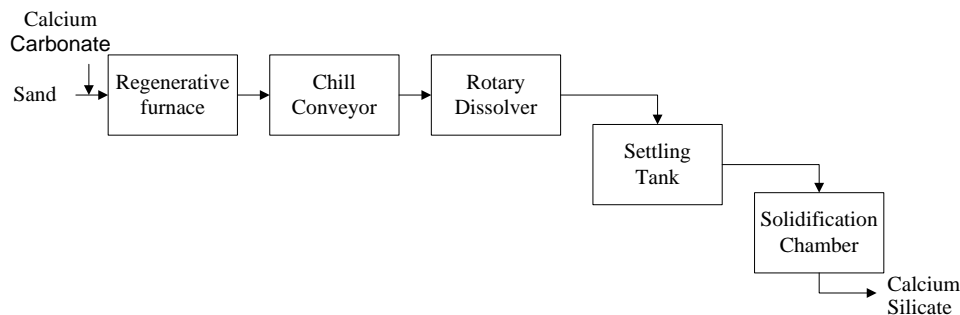 Calcium
Carbonate
Sand
Regenerative
furnace
Chill
Conveyor
Rotary
Dissolver
Settling
Tank
Solidification
Chamber
Calcium
Silicate